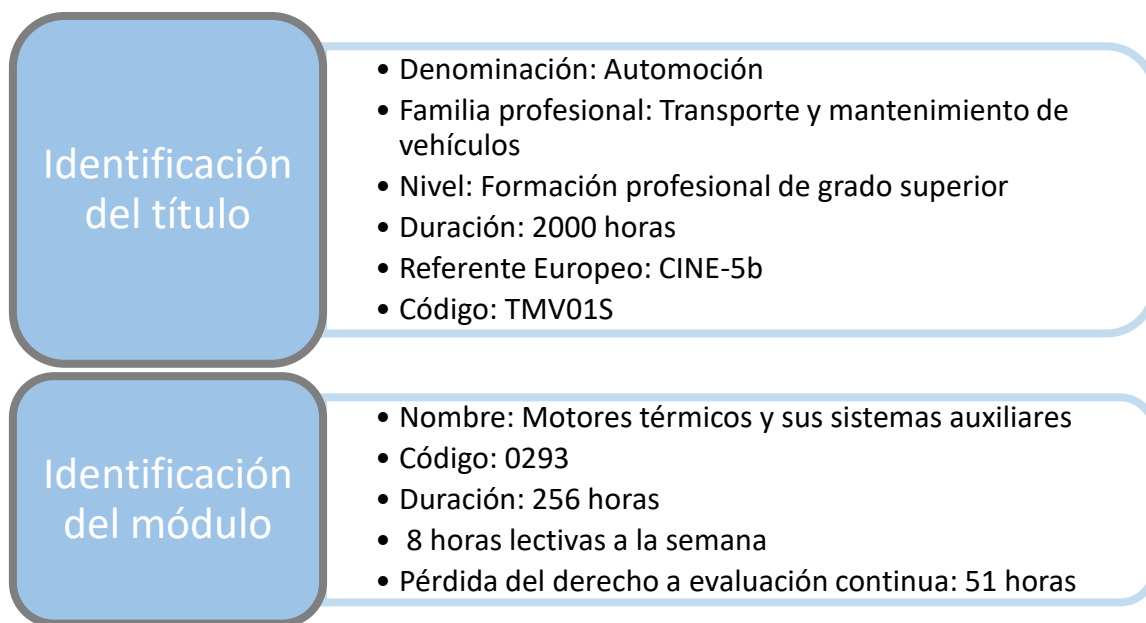 Identificación
del título
• Denominación: Automoción
• Familia profesional: Transporte y mantenimiento de
vehículos
• Nivel: Formación profesional de grado superior
• Duración: 2000 horas
• Referente Europeo: CINE-5b
• Código: TMV01S
Identificación
del módulo
• Nombre: Motores térmicos y sus sistemas auxiliares
• Código: 0293
• Duración: 256 horas
• 8 horas lectivas a la semana
• Pérdida del derecho a evaluación continua: 51 horas